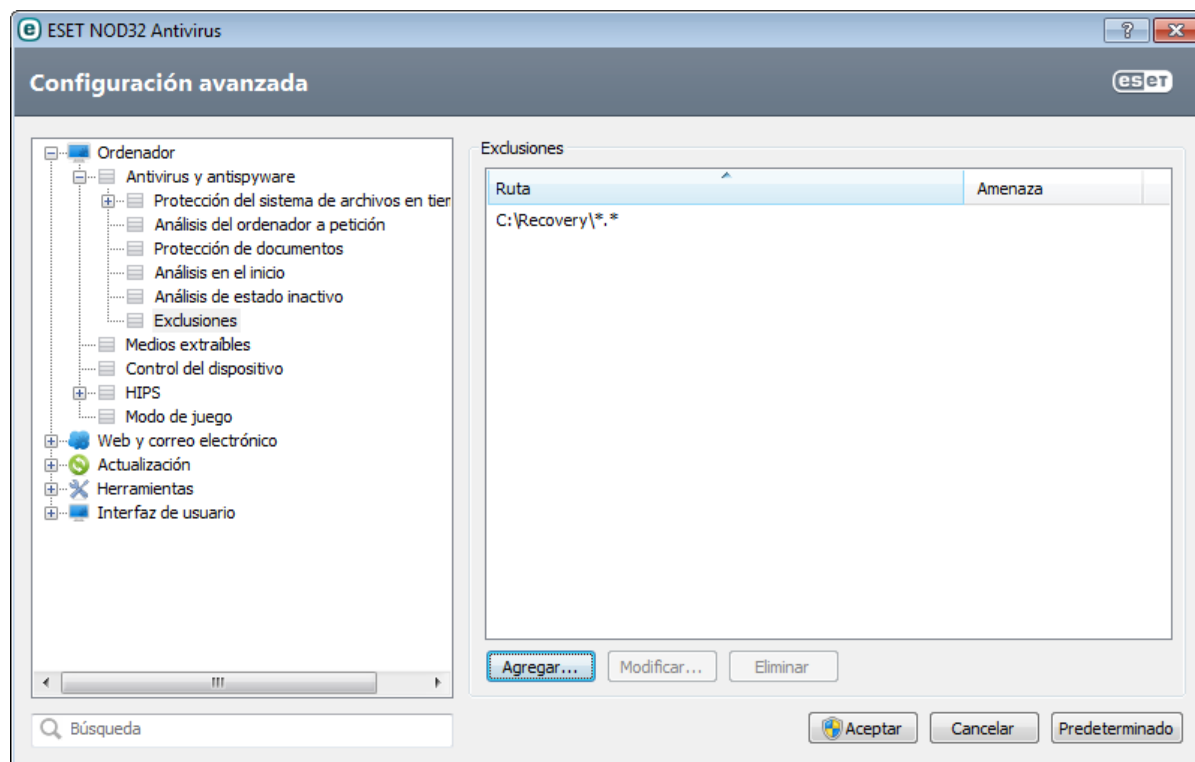 ESET NOD32 Antivirus
Configuración avanzada
eset
Ordenador
Antivirus y antispyware
Protección del sistema de archivos en tier
Análisis del ordenador a petición
Protección de documentos
Análisis en el inicio
Análisis de estado inactivo
Exclusiones
Medios extraíbles
Control del dispositivo
HIPS
Modo de juego
Web y correo electrónico
Actualización
Herramientas
Interfaz de usuario
Búsqueda
Exclusiones
Ruta Amenaza
C:\Recovery\*.*
Agregar... Modificar... Eliminar
Aceptar Cancelar Predeterminado